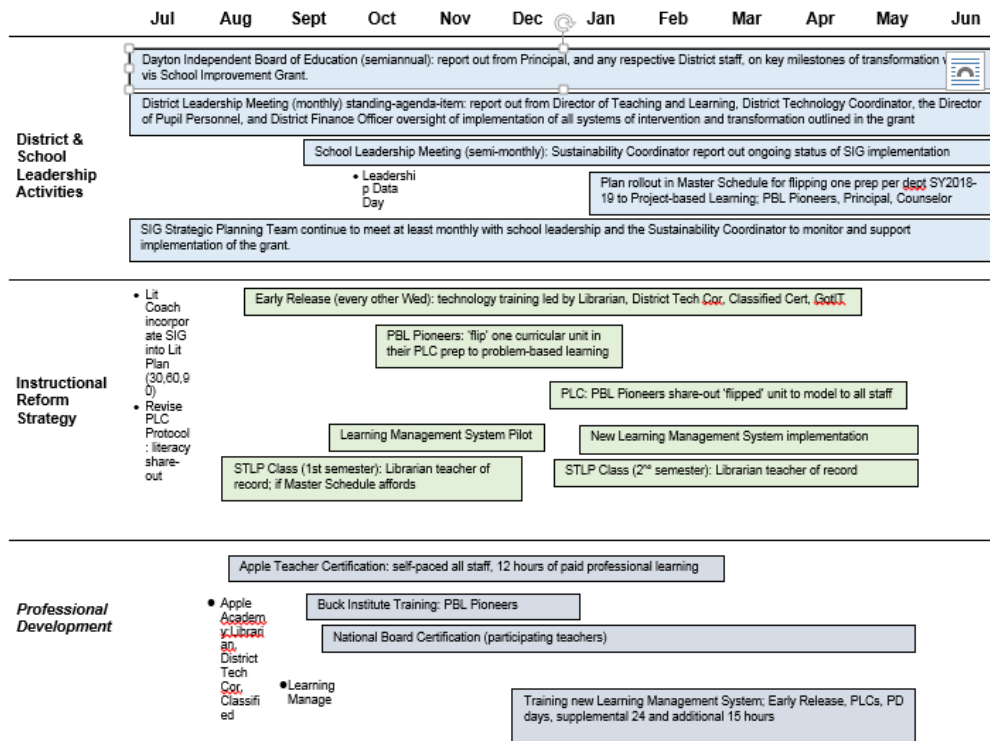 Jul Aug Sept Oct Nov Dec Jan Feb Mar Apr May Jun
Dayton Independent Board of Education (semiannual): report out from Principal, and any respective District staff, on key milestones of transformation
vis School Improvement Grant.
District Leadership Meeting (monthly) standing-agenda-item: report out from Director of Teaching and Learning, District Technology Coordinator, the Director
of Pupil Personnel, and District Finance Officer oversight of implementation of all systems of intervention and transformation outlined in the grant
District &
School
Leadership
Activities
School Leadership Meeting (semi-monthly): Sustainability Coordinator report out ongoing status of SIG implementation
• Leadershi
p Data
Day
Plan rollout in Master Schedule for flipping one prep per dept SY2018-
19 to Project-based Learning; PBL Pioneers, Principal, Counselor
SIG Strategic Planning Team continue to meet at least monthly with school leadership and the Sustainability Coordinator to monitor and support
implementation of the grant.
Instructional
Reform
Strategy
• Lit
Coach
incorpor
ate SIG
into Lit
Plan
(30,60,9
0)
• Revise
PLC
Protocol
: literacy
share-
out
Early Release (every other Wed): technology training led by Librarian, District Tech Cor, Classified Cert, GotIT
PBL Pioneers: ‘flip’ one curricular unit in
their PLC prep to problem-based learning
PLC: PBL Pioneers share-out ‘flipped’ unit to model to all staff
Learning Management System Pilot
New Learning Management System implementation
STLP Class (1st semester): Librarian teacher of
record; if Master Schedule affords
STLP Class (2nd semester): Librarian teacher of record
Professional
Development
Apple Teacher Certification: self-paced all staff, 12 hours of paid professional learning
• Apple
Academ
y:Librari
an,
District
Tech
Cor,
Classifi
ed
Buck Institute Training: PBL Pioneers
National Board Certification (participating teachers)
•Learning
Manage
Training new Learning Management System; Early Release, PLCs, PD
days, supplemental 24 and additional 15 hours